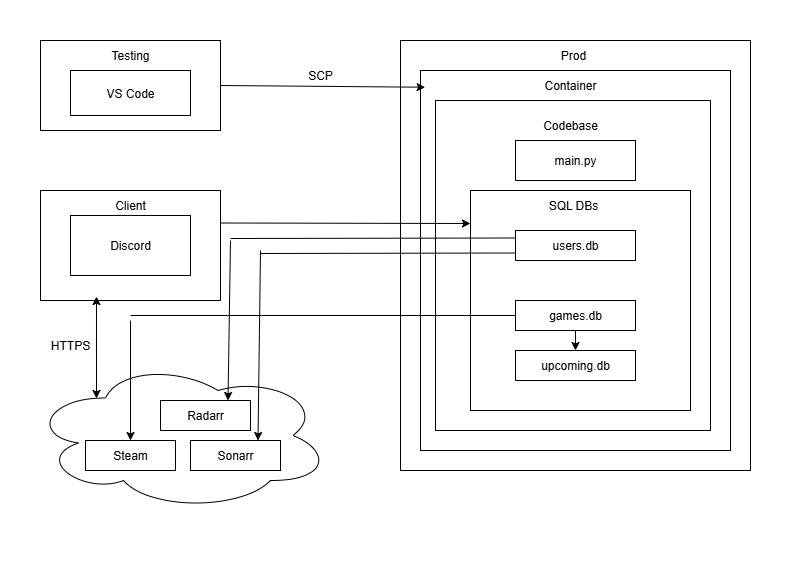 Testing
VS Code
SCP
Prod
Container
Codebase
main.py
Client
Discord
SQL DBs
users.db
games.db
upcoming.db
HTTPS
Radarr
Steam
Sonarr